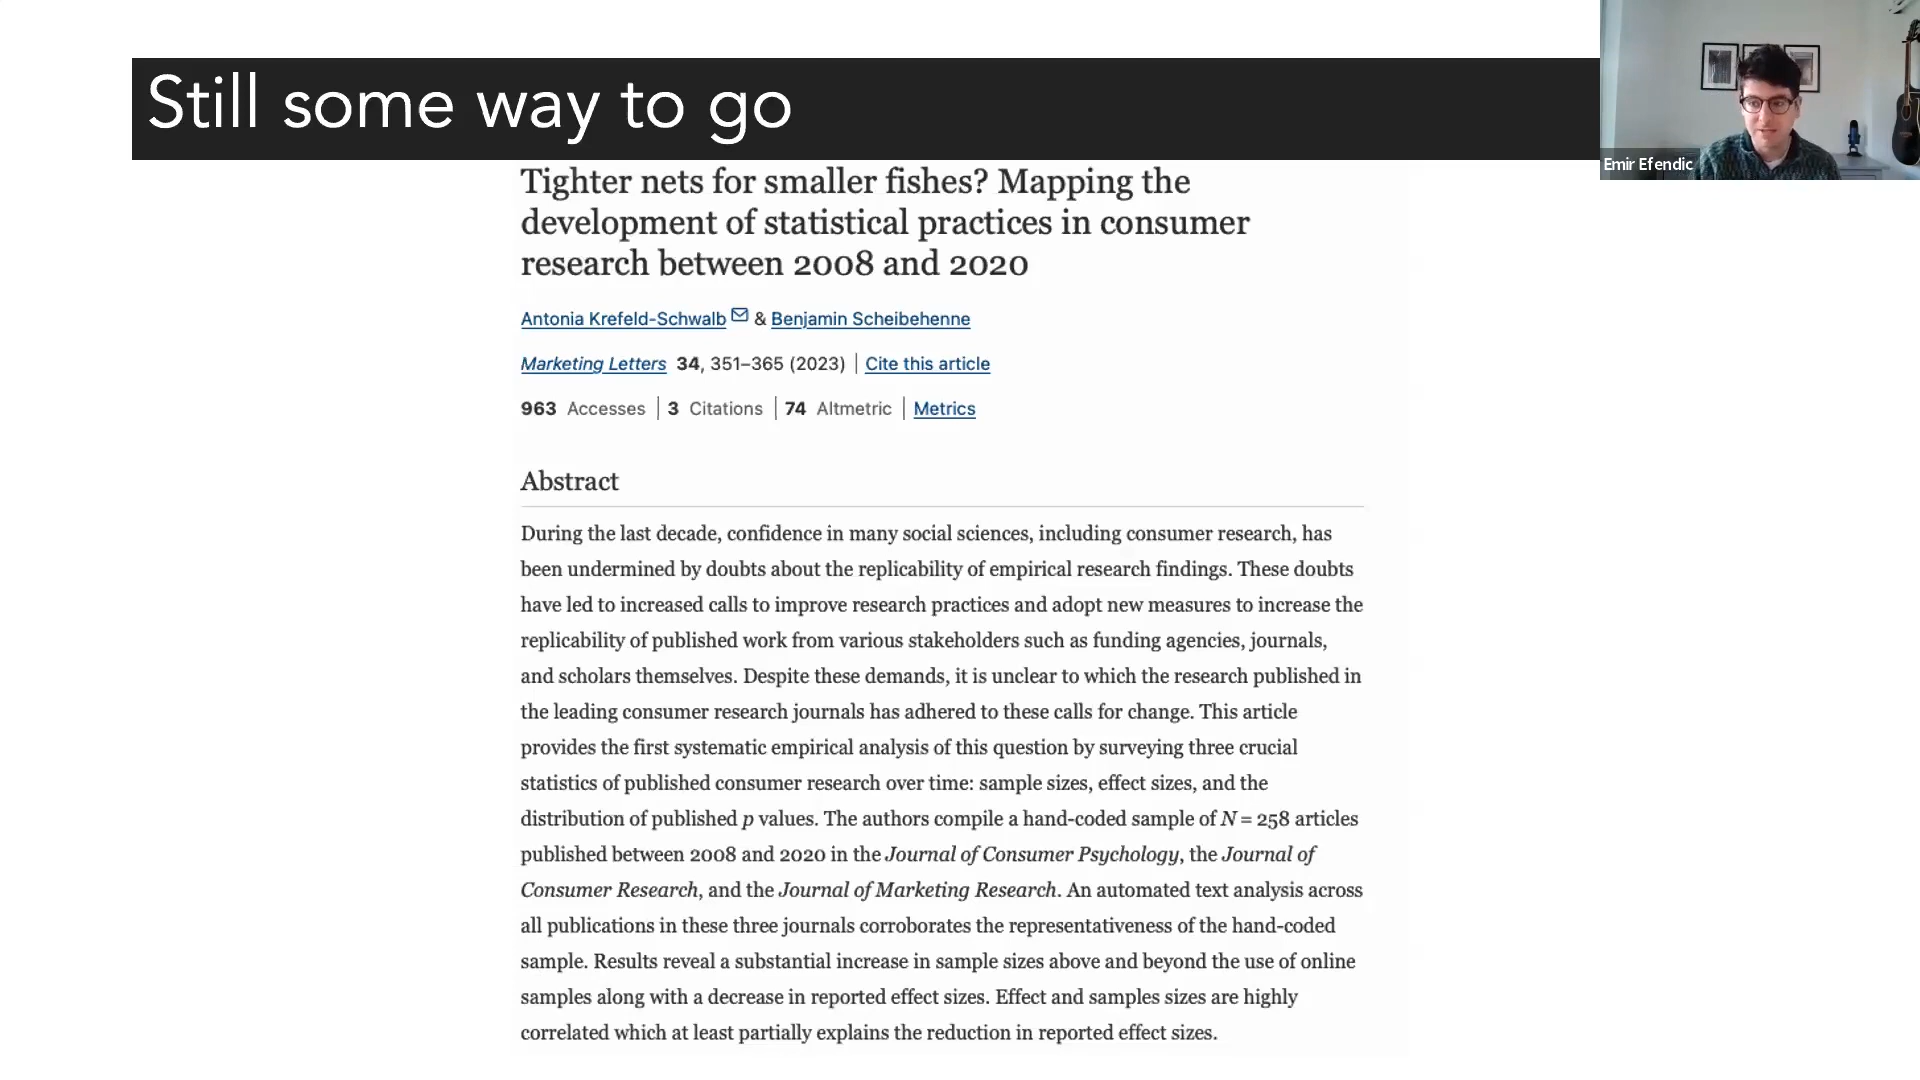 Still some way to go
Emir Efendic
Tighter nets for smaller fishes? Mapping the
development of statistical practices in consumer
research between 2008 and 2020
Antonia Krefeld-Schwalb & Benjamin Scheibehenne
Marketing Letters 34, 351–365 (2023) | Cite this article
963 Accesses | 3 Citations | 74 Altmetric | Metrics
Abstract
During the last decade, confidence in many social sciences, including consumer research, has
been undermined by doubts about the replicability of empirical research findings. These doubts
have led to increased calls to improve research practices and adopt new measures to increase the
replicability of published work from various stakeholders such as funding agencies, journals,
and scholars themselves. Despite these demands, it is unclear to which the research published in
the leading consumer research journals has adhered to these calls for change. This article
provides the first systematic empirical analysis of this question by surveying three crucial
statistics of published consumer research over time: sample sizes, effect sizes, and the
distribution of published p values. The authors compile a hand-coded sample of N = 258 articles
published between 2008 and 2020 in the Journal of Consumer Psychology, the Journal of
Consumer Research, and the Journal of Marketing Research. An automated text analysis across
all publications in these three journals corroborates the representativeness of the hand-coded
sample. Results reveal a substantial increase in sample sizes above and beyond the use of online
samples along with a decrease in reported effect sizes. Effect and samples sizes are highly
correlated which at least partially explains the reduction in reported effect sizes.